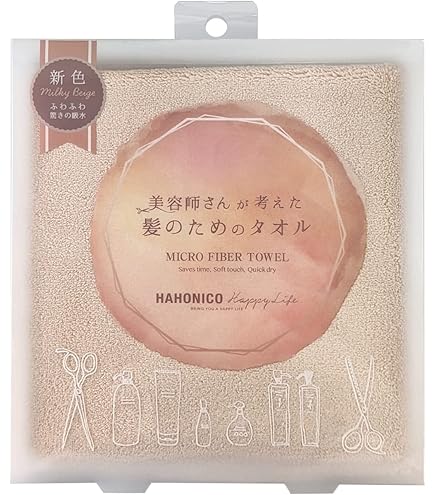 新色
Milky Beige
ふわふわ
驚きの吸水
美容師さんが考えた
髪のためのタオル
MICRO FIBER TOWEL
Saves time, Soft touch, Quick dry
HAHONICO Happy Life
BRING YOU A HAPPY LIFE